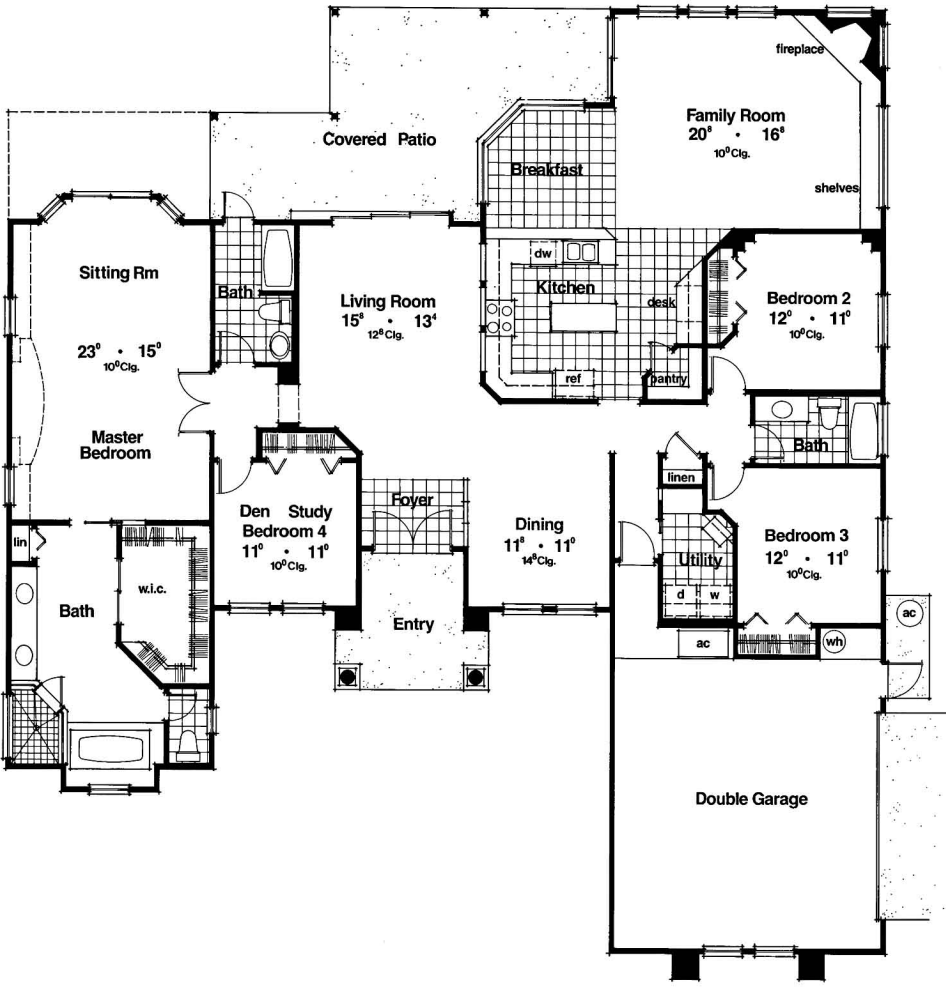 fireplace
Family Room
20⁸ • 16⁸
10⁰Clg.
shelves
Covered Patio
Breakfast
Sitting Rm
23⁰ • 15⁰
10⁰Clg.
Master
Bedroom
Bath
Living Room
15⁸ • 13⁴
12⁸Clg.
dw
Kitchen
desk
ref
pantry
Bedroom 2
12⁰ • 11⁰
10⁰Clg.
Bath
linen
Den Study
Bedroom 4
11⁰ • 11⁰
10⁰Clg.
Foyer
Dining
11⁸ • 11⁰
14⁸Clg.
Utility
d w
Bedroom 3
12⁰ • 11⁰
10⁰Clg.
lin
w.i.c.
Bath
Entry
ac
wh
ac
Double Garage